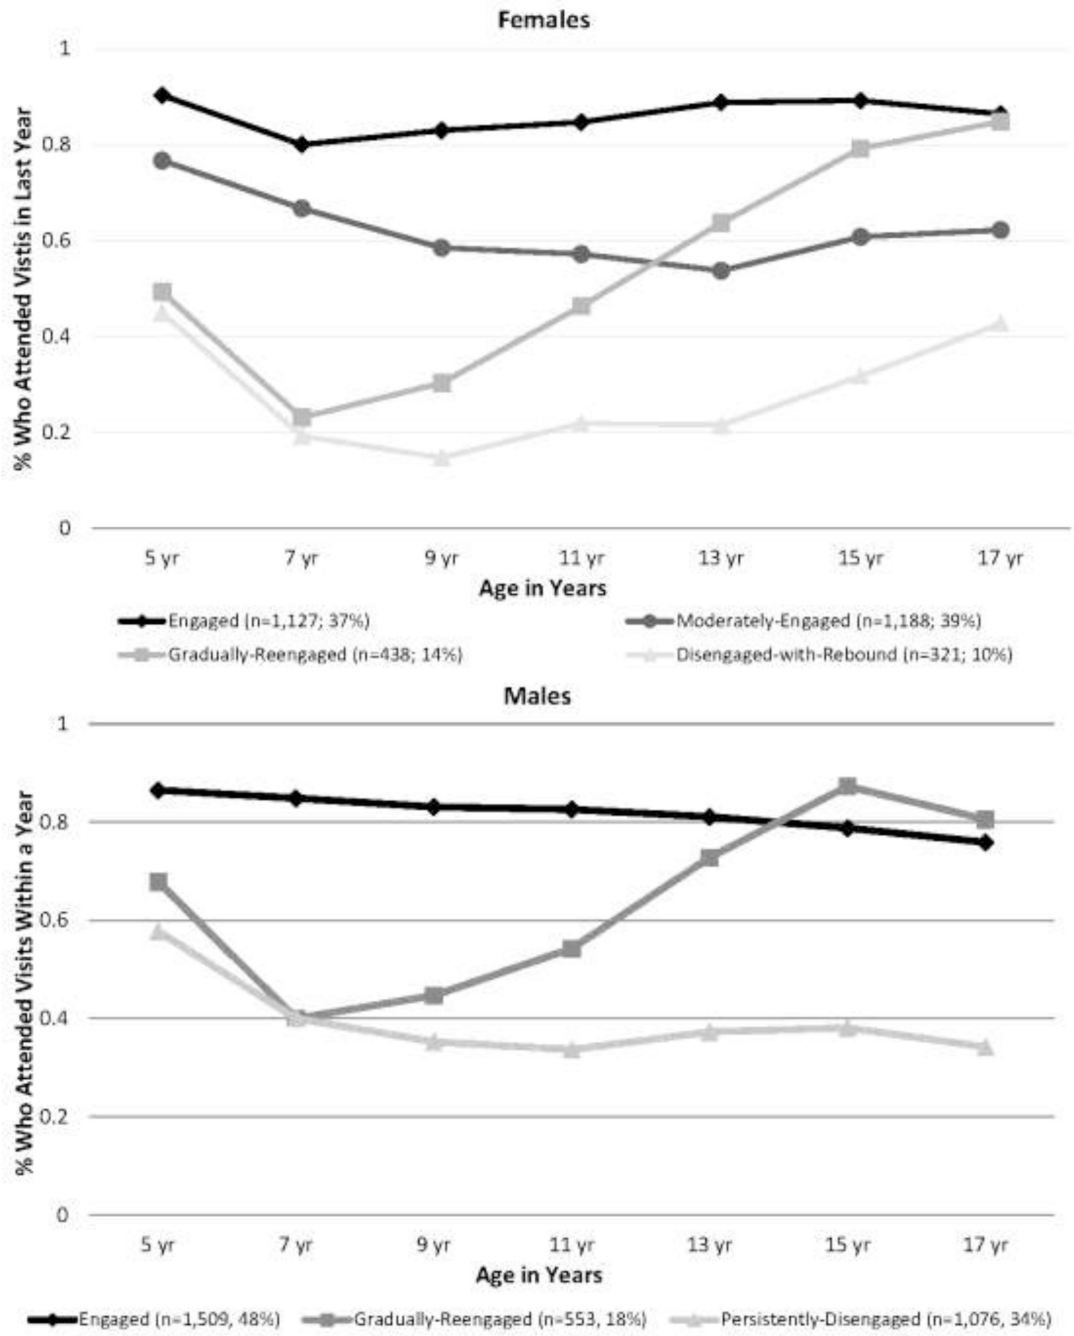 Females
% Who Attended Vistis in Last Year
1
0.8
0.6
0.4
0.2
0
5 yr 7 yr 9 yr 11 yr 13 yr 15 yr 17 yr
Age in Years
Engaged (n=1,127; 37%) Moderately-Engaged (n=1,188; 39%)
Gradually-Reengaged (n=438; 14%) Disengaged-with-Rebound (n=321; 10%)
Males
% Who Attended Visits Within a Year
1
0.8
0.6
0.4
0.2
0
5 yr 7 yr 9 yr 11 yr 13 yr 15 yr 17 yr
Age in Years
Engaged (n=1,509, 48%) Gradually-Reengaged (n=553, 18%) Persistently-Disengaged (n=1,076, 34%)